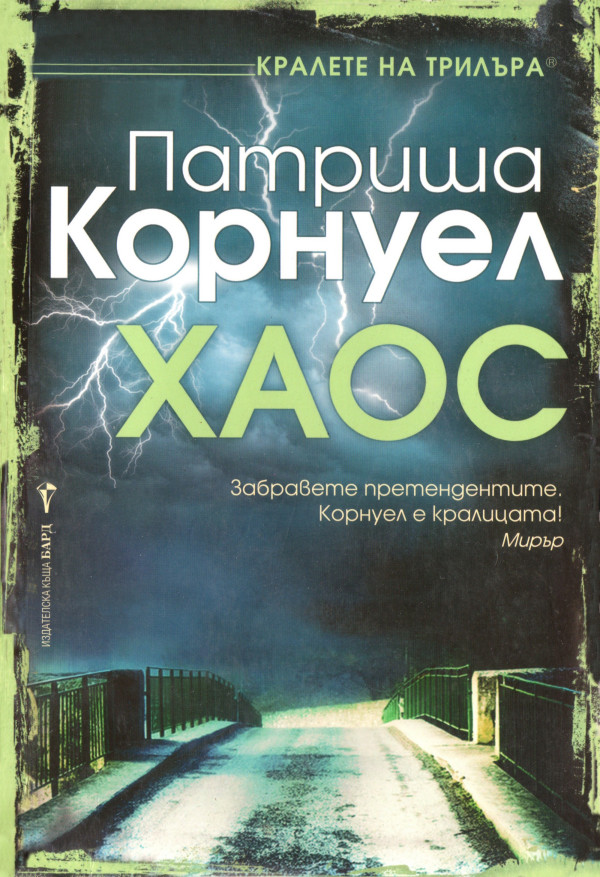 КРАЛЕТЕ НА ТРИЛЪРА®
Патриша
Корнуел
ХАОС
Забравете претендентите.
Корнуел е кралицата!
Мирър
ИЗДАТЕЛСКА КЪЩА БАРД